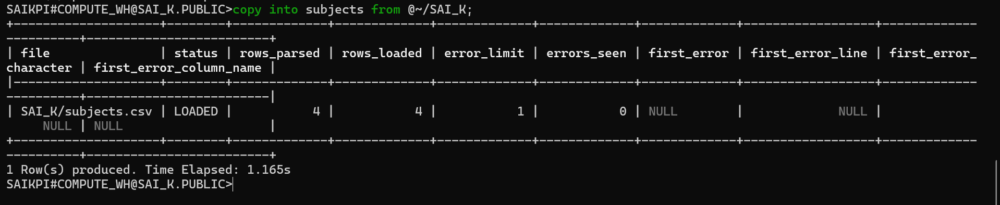 SAIKPI#COMPUTE_WH@SAI_K.PUBLIC>copy into subjects from @~/SAI_K;
+--------------------+--------+-------------+-------------+-------------+-------------+-------------+------------------+-------------
----------+-------------------------+
| file               | status | rows_parsed | rows_loaded | error_limit | errors_seen | first_error | first_error_line | first_error_
character | first_error_column_name |
|--------------------+--------+-------------+-------------+-------------+-------------+-------------+------------------+-------------
----------+-------------------------|
| SAI_K/subjects.csv | LOADED |           4 |           4 |           1 |           0 | NULL        |             NULL |
     NULL | NULL                    |
+--------------------+--------+-------------+-------------+-------------+-------------+-------------+------------------+-------------
----------+-------------------------+
1 Row(s) produced. Time Elapsed: 1.165s
SAIKPI#COMPUTE_WH@SAI_K.PUBLIC>